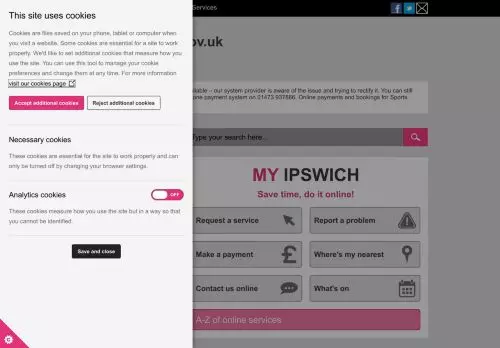 This site uses cookies
Cookies are files saved on your phone, tablet or computer when
you visit a website. Some cookies are essential for the site to work
properly. We'd like to set additional cookies that measure how you
use the site. You can use this tool to manage your cookie
preferences and change them at any time. For more information
visit our cookies page
Accept additional cookies
Reject additional cookies
Necessary cookies
These cookies are essential for the site to work properly and can
only be turned off by changing your browser settings.
Analytics cookies
OFF
These cookies measure how you use the site but in a way so that
you cannot be identified.
Save and close
Services
ov.uk
ilable – our system provider is aware of the issue and trying to rectify it. You can still
one payment system on 01473 937866. Online payments and bookings for Sports
Type your search here...
MY IPSWICH
Save time, do it online!
Request a service
Report a problem
Make a payment
Where's my nearest
Contact us online
What's on
A-Z of online services